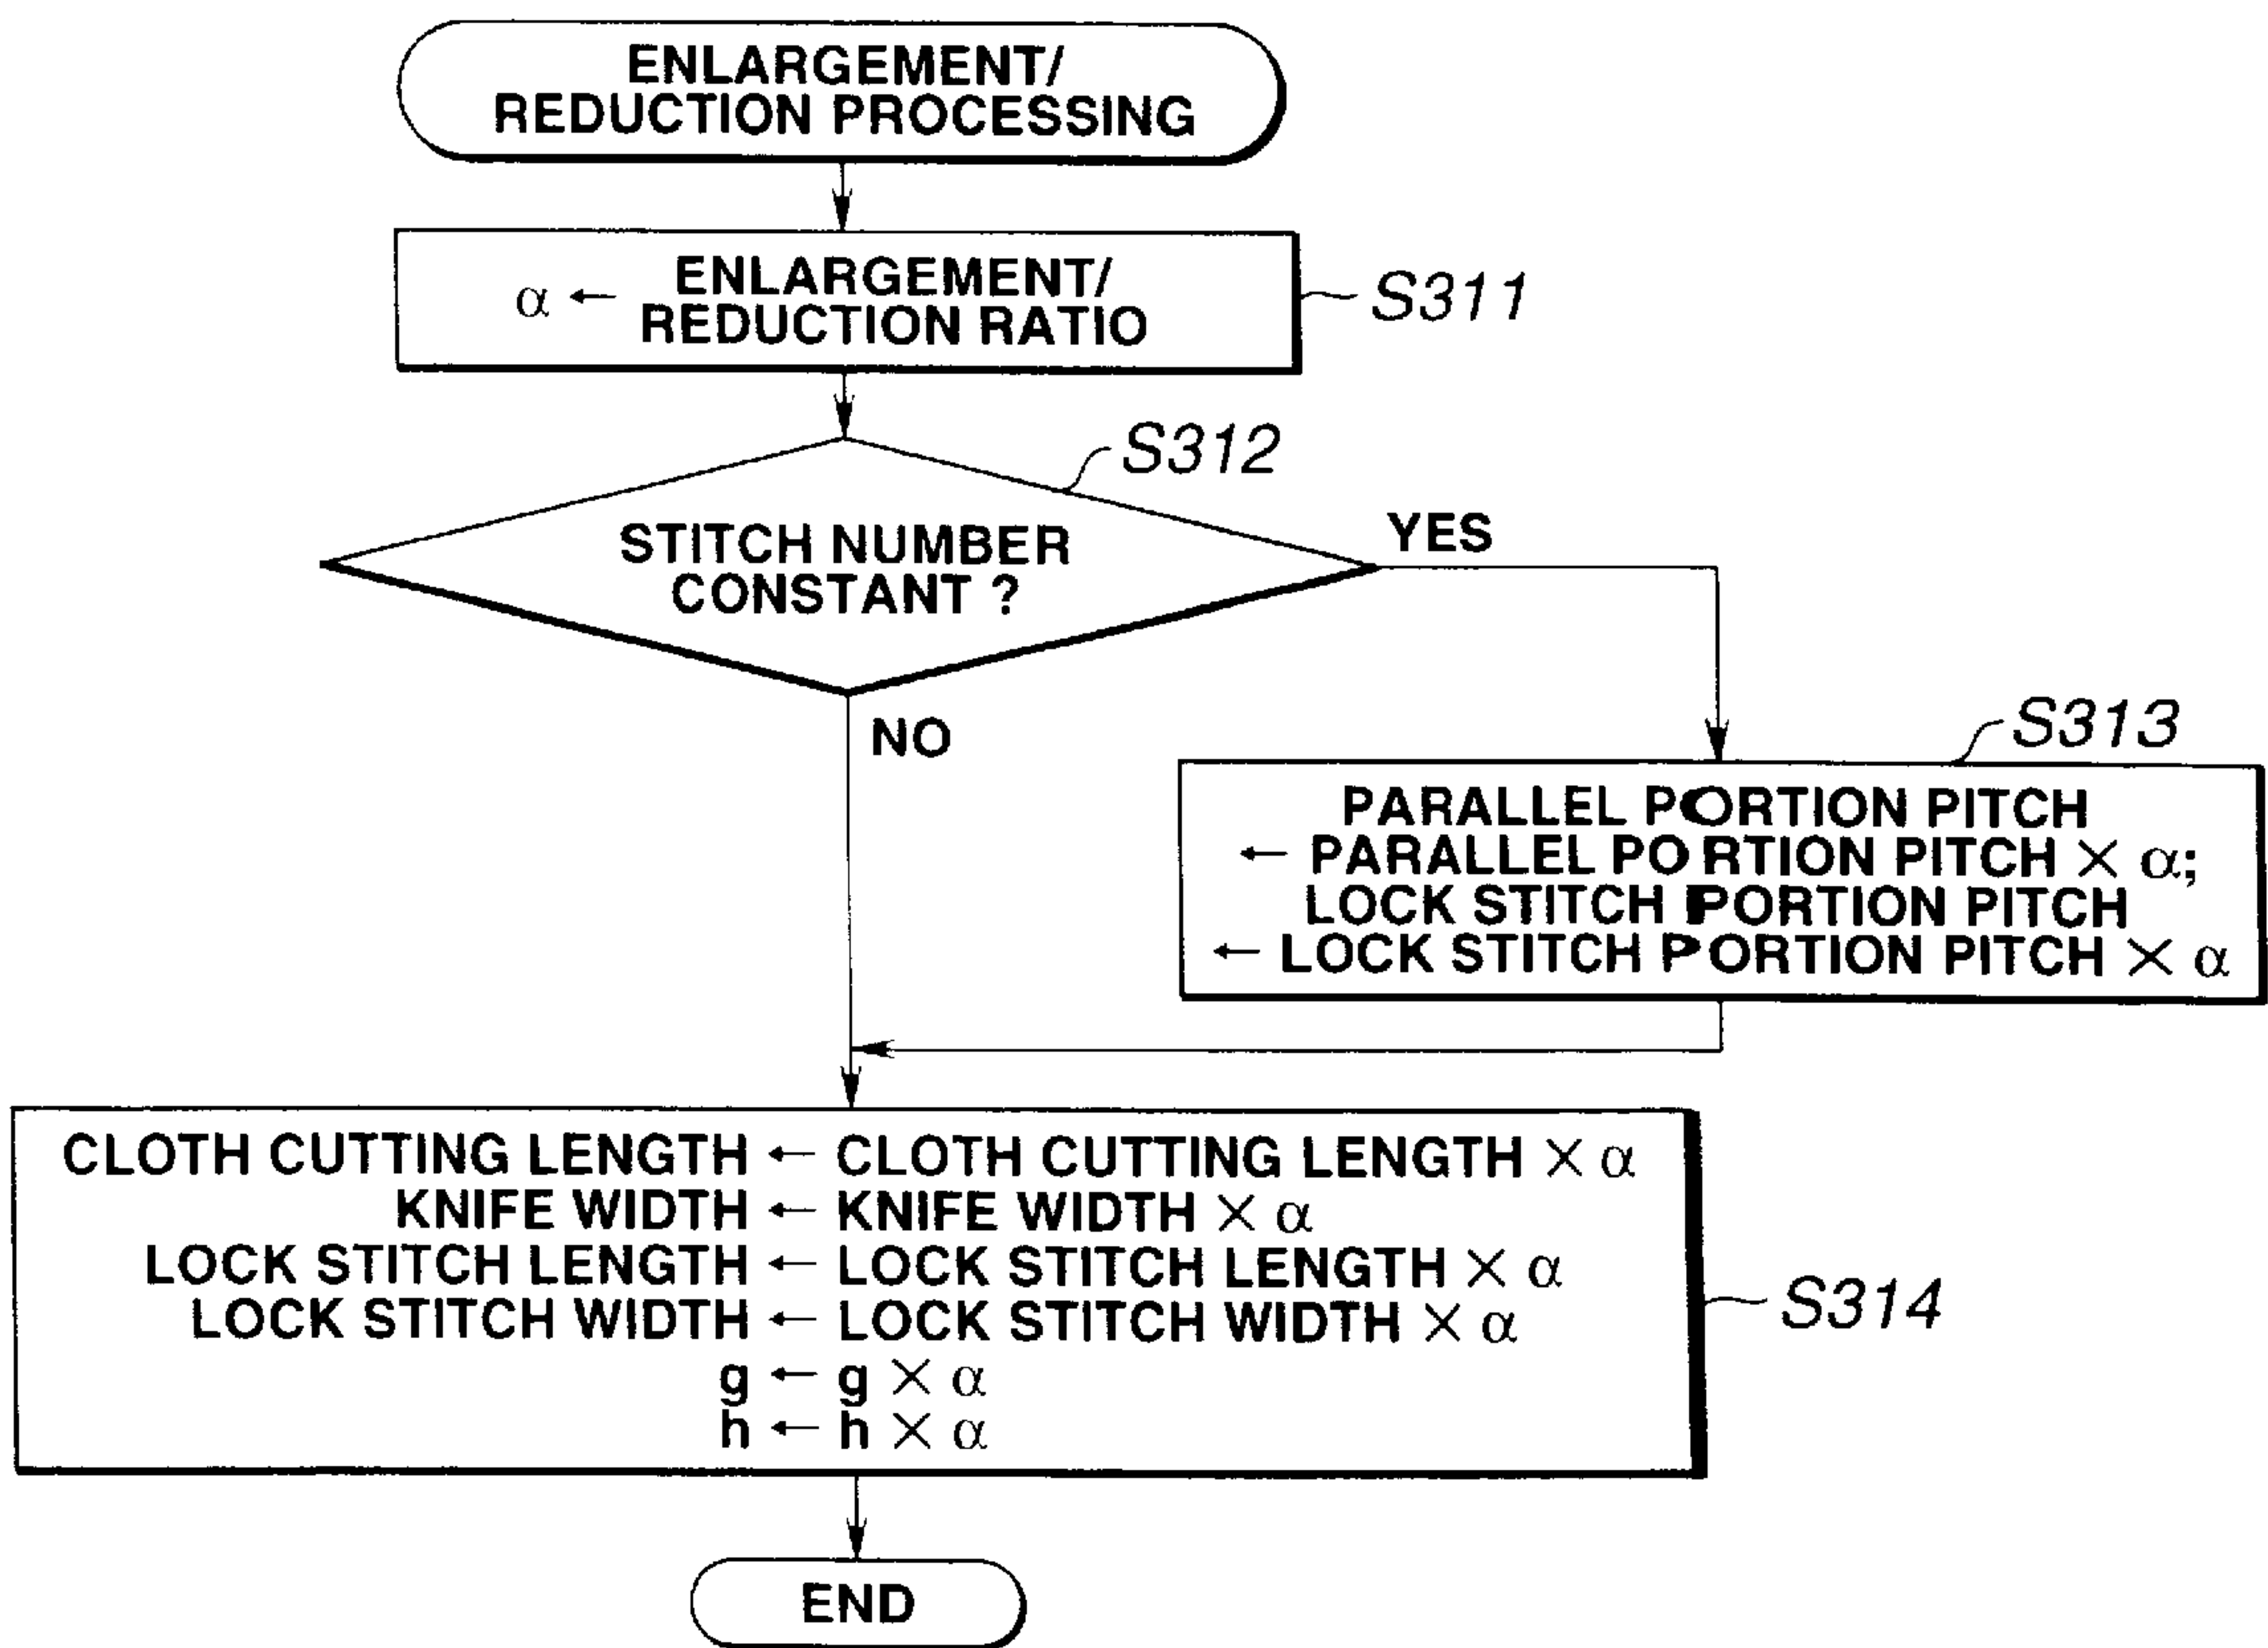 ENLARGEMENT/
REDUCTION PROCESSING
α ← ENLARGEMENT/
REDUCTION RATIO
S311
S312
STITCH NUMBER
CONSTANT ?
YES
NO
S313
PARALLEL PORTION PITCH
← PARALLEL PORTION PITCH × α;
LOCK STITCH PORTION PITCH
← LOCK STITCH PORTION PITCH × α
CLOTH CUTTING LENGTH ← CLOTH CUTTING LENGTH × α
KNIFE WIDTH ← KNIFE WIDTH × α
LOCK STITCH LENGTH ← LOCK STITCH LENGTH × α
LOCK STITCH WIDTH ← LOCK STITCH WIDTH × α
g ← g × α
h ← h × α
S314
END